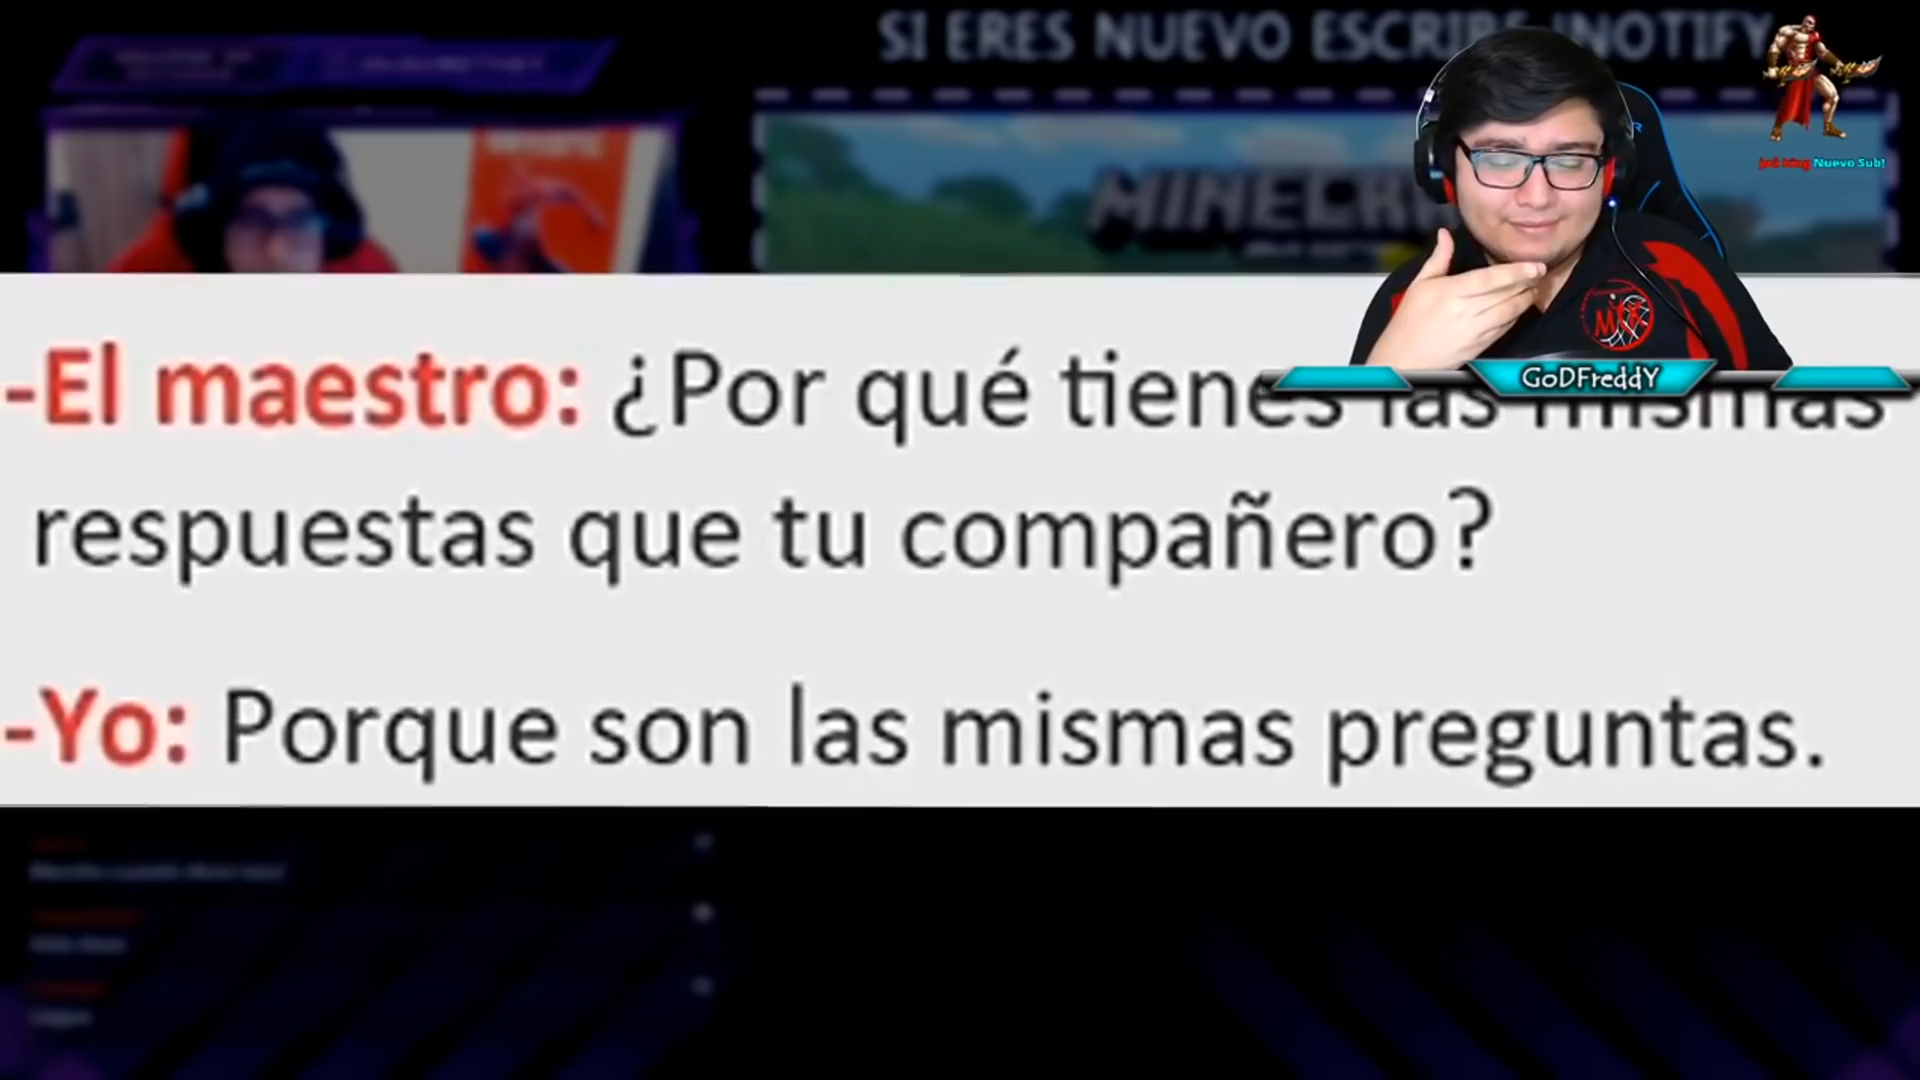 SI ERES NUEVO ESCRIBE !NOTIFY
Nuevo Sub!
MINECRA
GoDFreddY
-El maestro: ¿Por qué tienes las mismas
respuestas que tu compañero?
-Yo: Porque son las mismas preguntas.